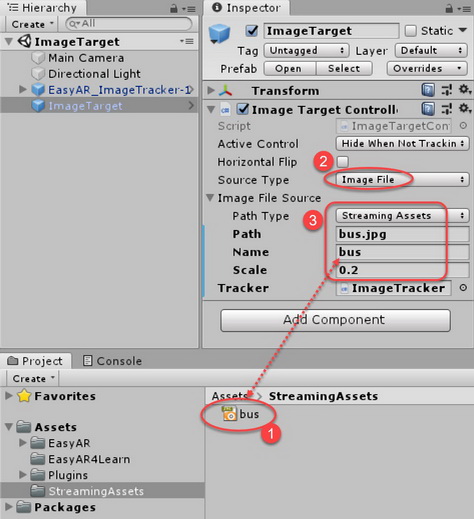 Hierarchy
Create
All
ImageTarget
Main Camera
Directional Light
EasyAR_ImageTracker-1
ImageTarget
Inspector
ImageTarget
Static
Tag Untagged Layer Default
Prefab Open Select Overrides
Transform
Image Target Controlle
Script ImageTargetCon
Active Control Hide When Not Trackin
Horizontal Flip
2
Source Type Image File
Image File Source
3
Path Type Streaming Assets
Path bus.jpg
Name bus
Scale 0.2
Tracker ImageTracker
Add Component
Project Console
Create
Favorites
Assets
EasyAR
EasyAR4Learn
Plugins
StreamingAssets
Packages
Assets > StreamingAssets
bus
1